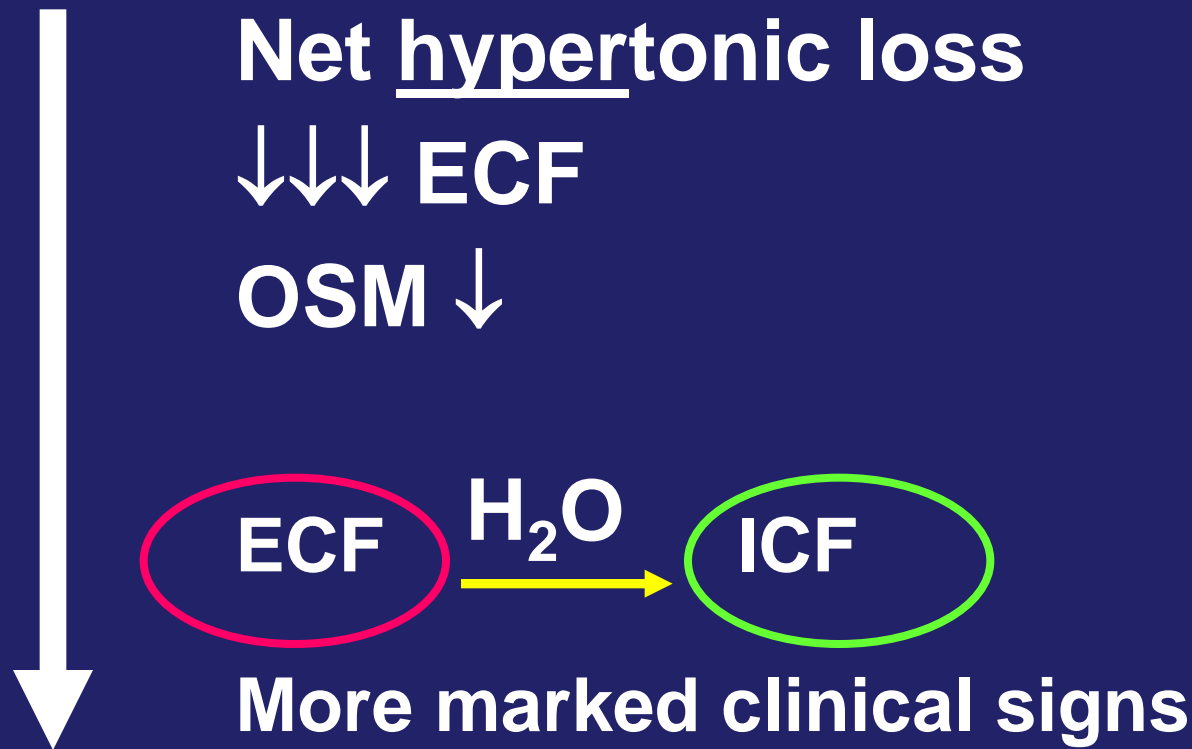 Net hypertonic loss
↓↓↓ ECF
OSM ↓
ECF H₂O ICF
More marked clinical signs